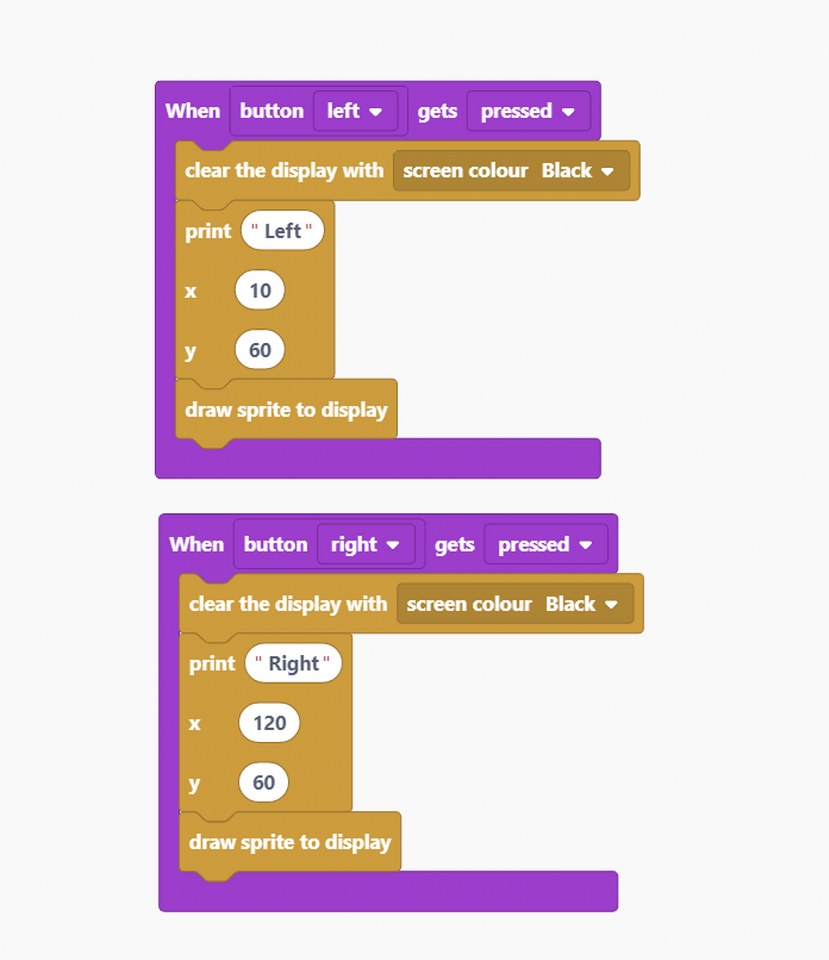 When button left gets pressed
clear the display with screen colour Black
print " Left "
x 10
y 60
draw sprite to display
When button right gets pressed
clear the display with screen colour Black
print " Right "
x 120
y 60
draw sprite to display